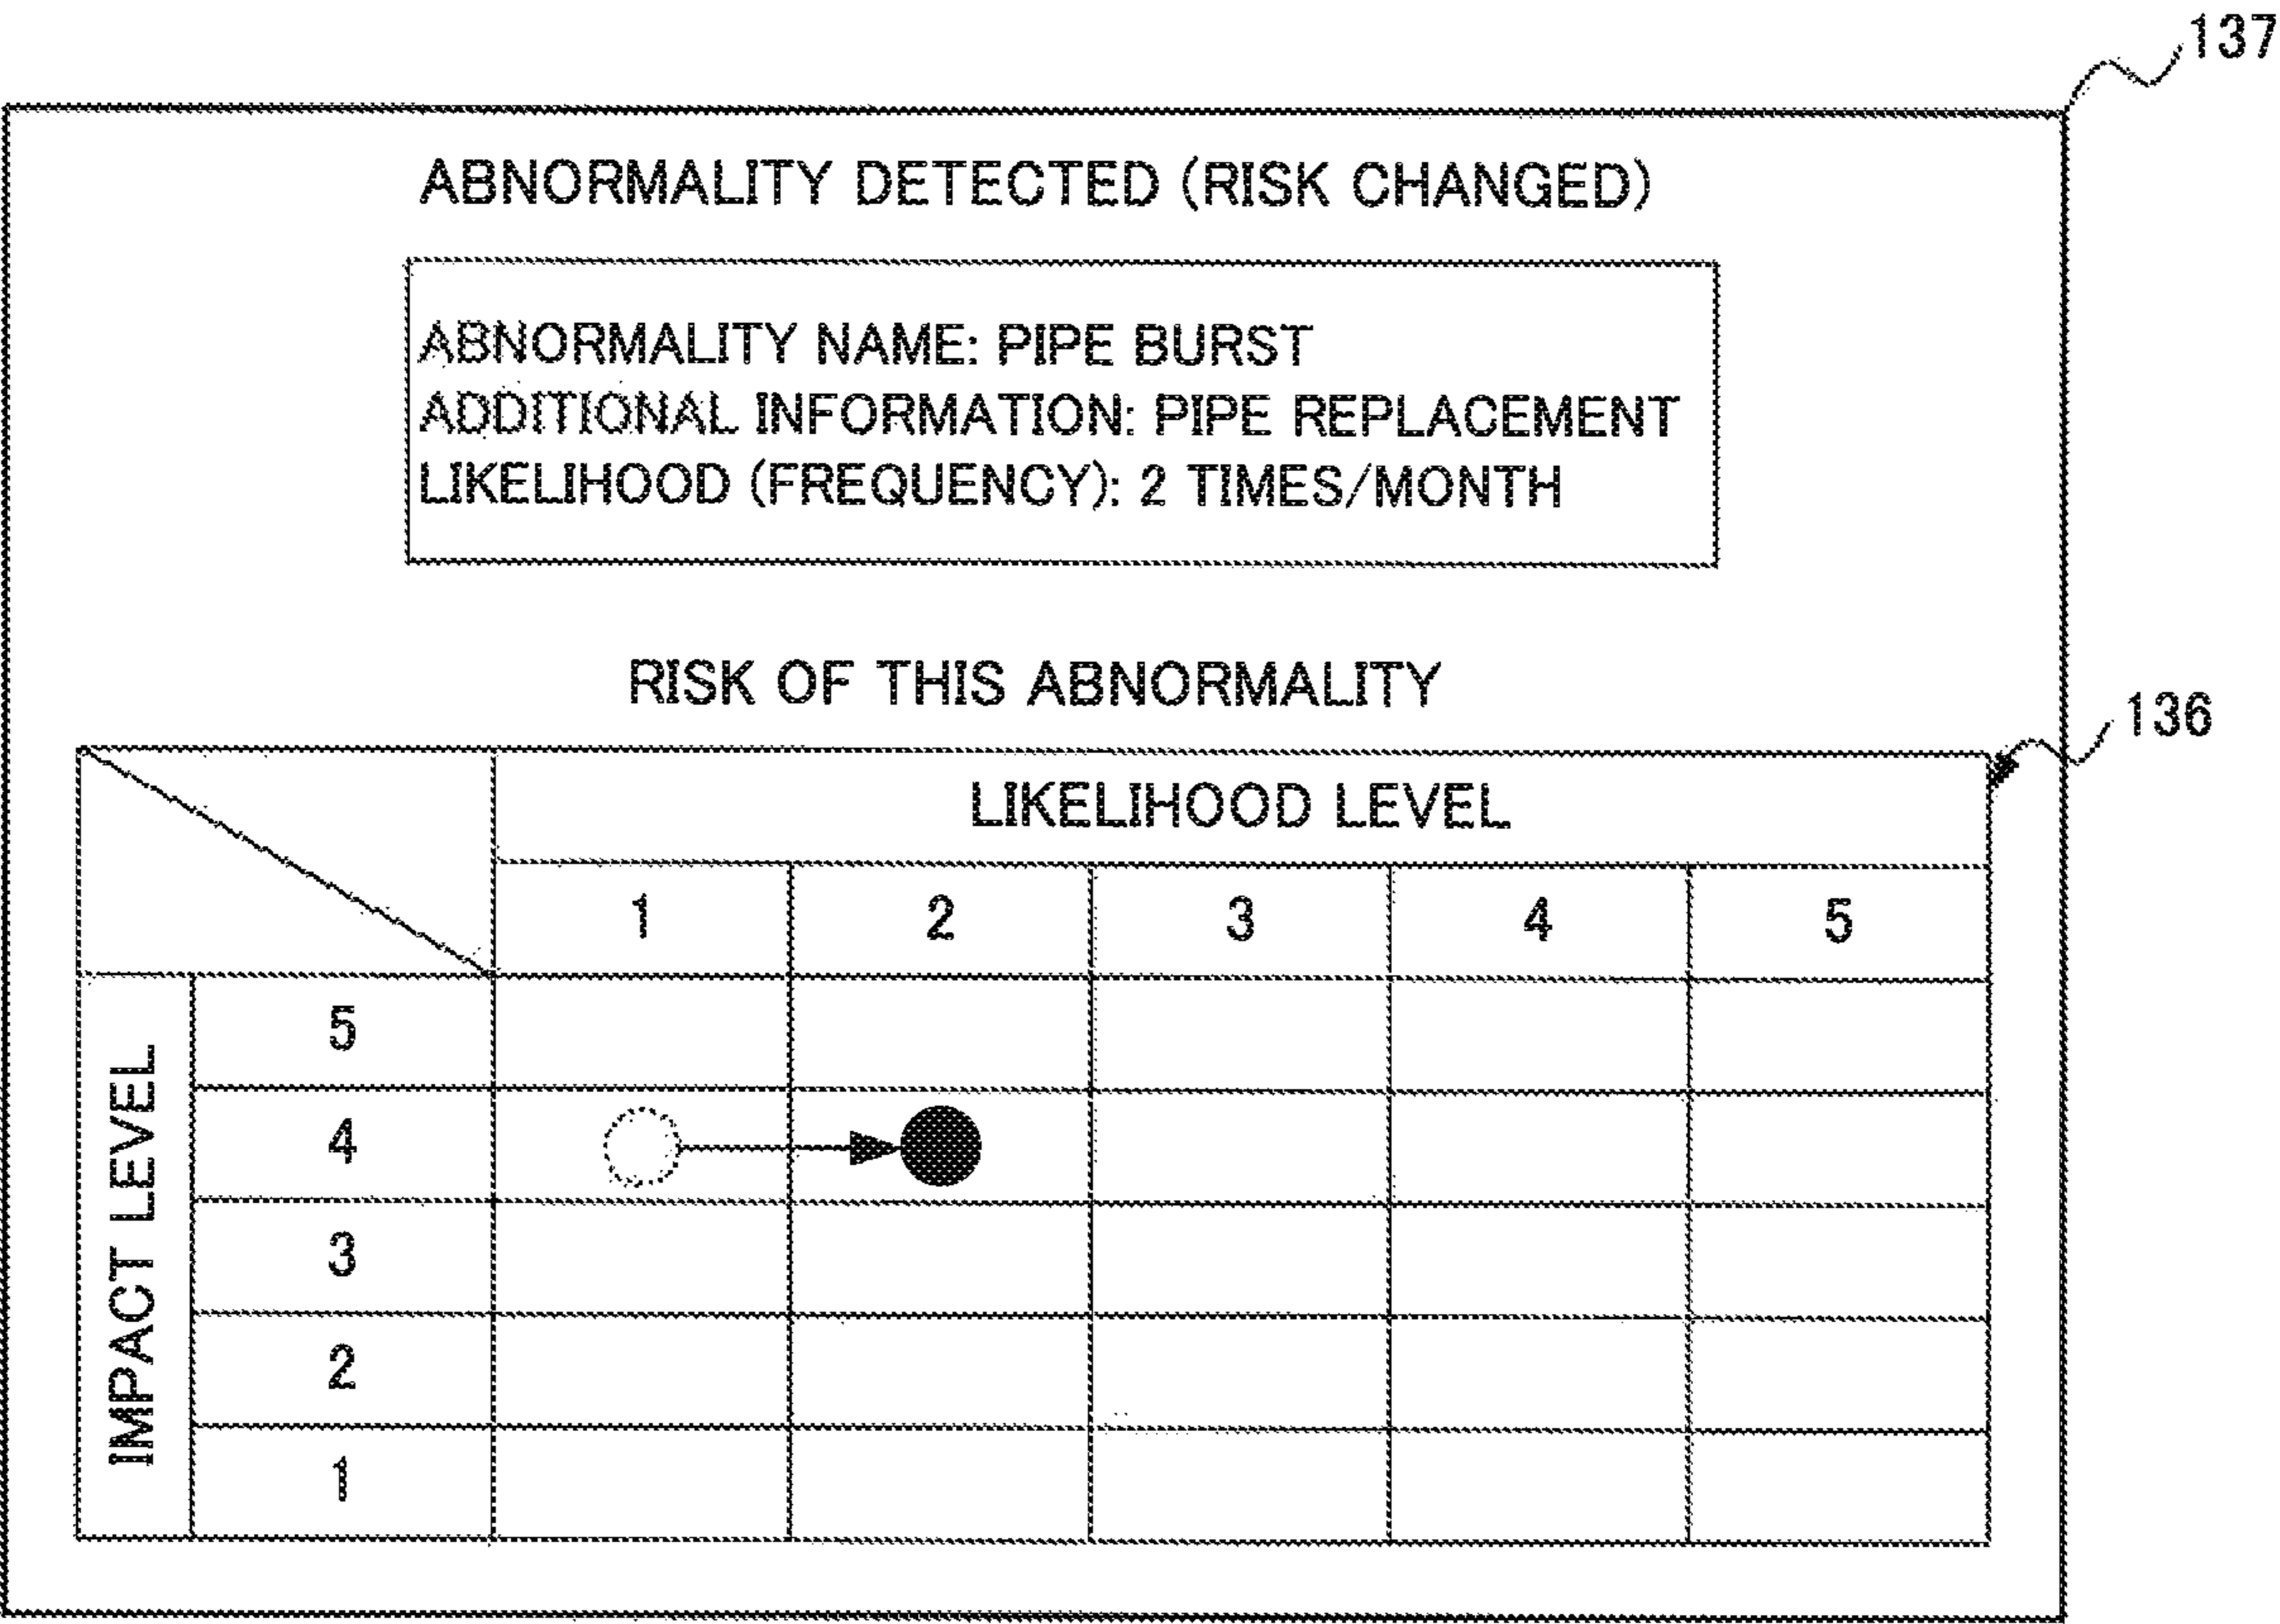 137
ABNORMALITY DETECTED (RISK CHANGED)
ABNORMALITY NAME: PIPE BURST
ADDITIONAL INFORMATION: PIPE REPLACEMENT
LIKELIHOOD (FREQUENCY): 2 TIMES/MONTH
RISK OF THIS ABNORMALITY
136
LIKELIHOOD LEVEL
1 2 3 4 5
IMPACT LEVEL
5
4
3
2
1